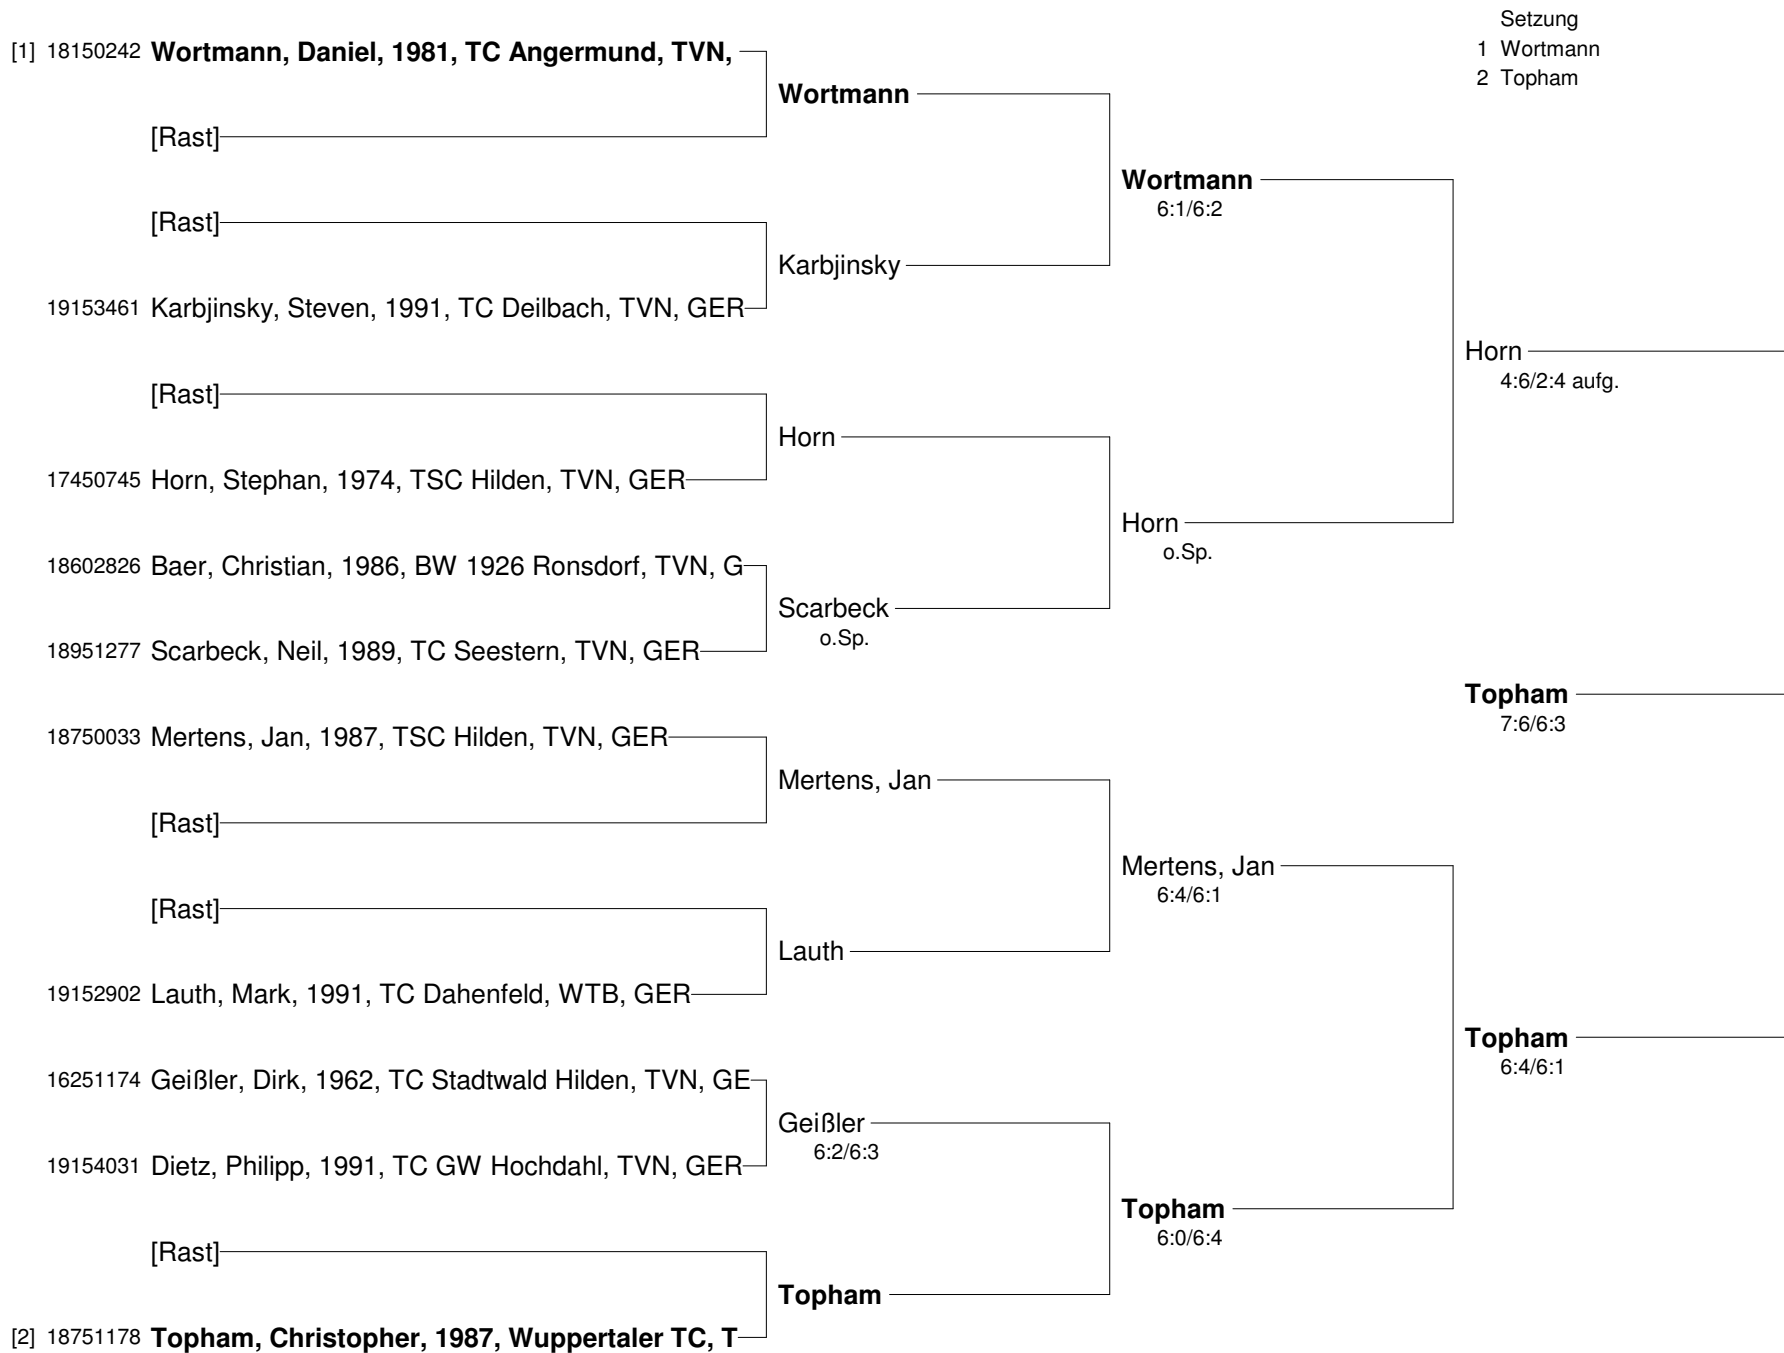 Setzung
1 Wortmann
2 Topham
[1] 18150242 Wortmann, Daniel, 1981, TC Angermund, TVN,
Wortmann
[Rast]
Wortmann
6:1/6:2
[Rast]
Karbjinsky
19153461 Karbjinsky, Steven, 1991, TC Deilbach, TVN, GER
Horn
4:6/2:4 aufg.
[Rast]
Horn
17450745 Horn, Stephan, 1974, TSC Hilden, TVN, GER
Horn
o.Sp.
18602826 Baer, Christian, 1986, BW 1926 Ronsdorf, TVN, G
Scarbeck
o.Sp.
18951277 Scarbeck, Neil, 1989, TC Seestern, TVN, GER
Topham
7:6/6:3
18750033 Mertens, Jan, 1987, TSC Hilden, TVN, GER
Mertens, Jan
[Rast]
Mertens, Jan
6:4/6:1
[Rast]
Lauth
19152902 Lauth, Mark, 1991, TC Dahenfeld, WTB, GER
Topham
6:4/6:1
16251174 Geißler, Dirk, 1962, TC Stadtwald Hilden, TVN, GE
Geißler
6:2/6:3
19154031 Dietz, Philipp, 1991, TC GW Hochdahl, TVN, GER
Topham
6:0/6:4
[Rast]
Topham
[2] 18751178 Topham, Christopher, 1987, Wuppertaler TC, T